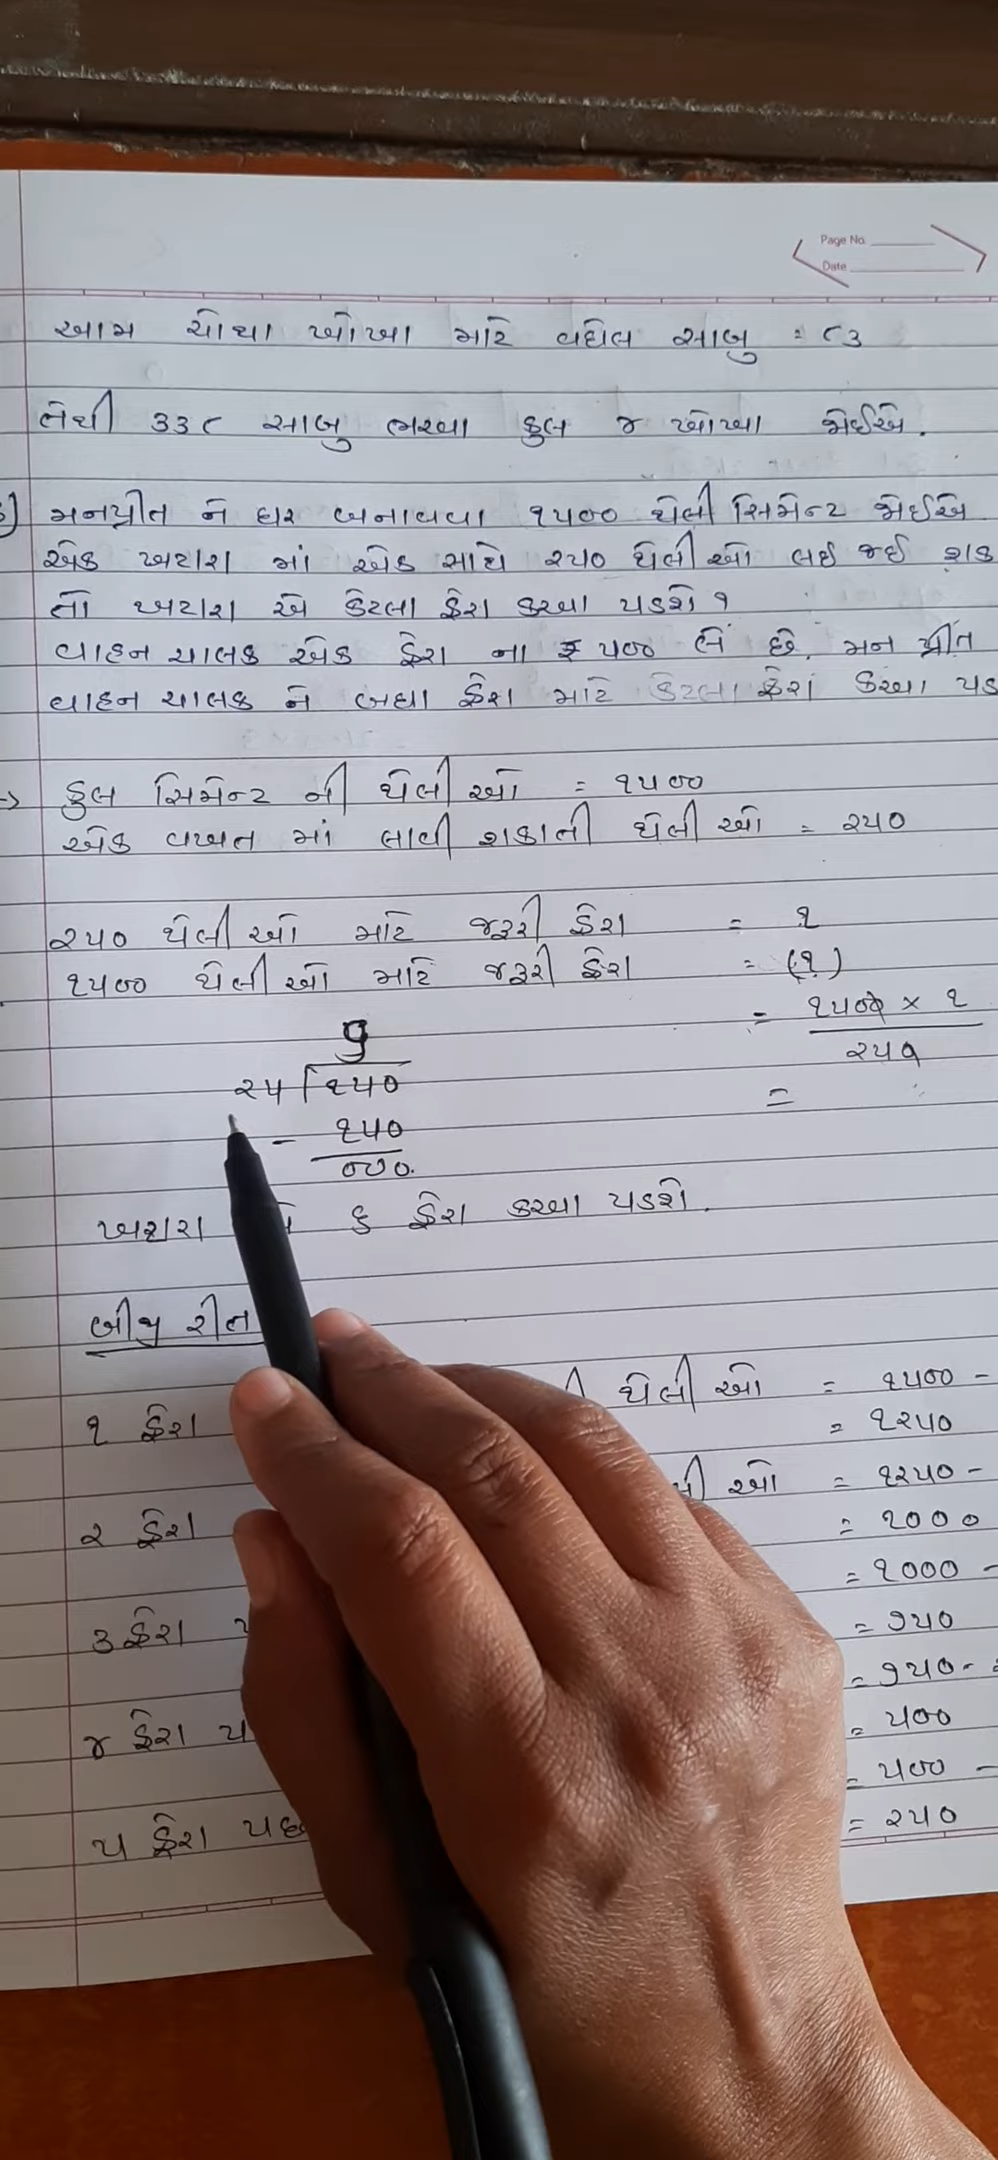 Page No.
Date
આમ ચોથા ખોખા માટે વધેલ સાબુ = ૮૩
તેથી ૩૩૮ સાબુ ભરવા કુલ ૪ ખોખા જોઈએ.
મનપ્રીત ને ઘર બનાવવા ૧૫૦૦ થેલી સિમેન્ટ જોઈએ
એક ખટારા માં એક સાથે ૨૫૦ થેલી ઓ લઈ જઈ શક
તો ખટારા એ કેટલા ફેરા કરવા પડશે ?
વાહન ચાલક એક ફેરા ના ₹ ૫૦૦ લે છે. મન પ્રીત
વાહન ચાલક ને બધા ફેરા માટે કેટલા ફેરા કરવા પડ
-> કુલ સિમેન્ટ ની થેલી ઓ = ૧૫૦૦
એક વખત માં લાવી શકાતી થેલી ઓ = ૨૫૦
૨૫૦ થેલી ઓ માટે જરૂરી ફેરા = ૧
૧૫૦૦ થેલી ઓ માટે જરૂરી ફેરા = (?)
= ૧૫૦૦ × ૧
૨૫૦
=
૨૫ ૧૫૦
- ૧૫૦
૦૦૦.
ખટારા ૬ ફેરા કરવા પડશે.
બીજી રીત
૧ ફેરા થેલી ઓ = ૧૫૦૦ -
= ૧૨૫૦
ઓ = ૧૨૫૦ -
૨ ફેરા = ૧૦૦૦
= ૧૦૦૦ -
૩ ફેરા = ૭૫૦
= ૭૫૦ -
૪ ફેરા = ૫૦૦
= ૫૦૦ -
૫ ફેરા = ૨૫૦